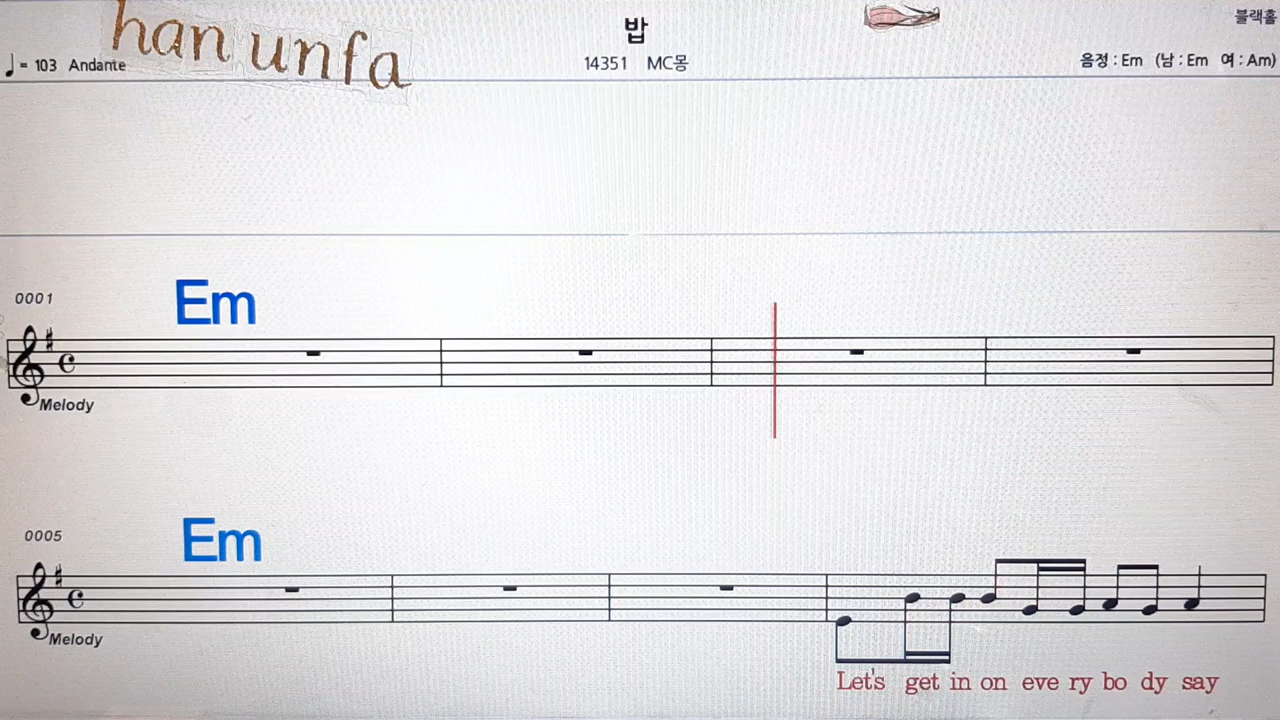 han unfa
밥
블랙홀
♩= 103 Andante
14351 MC몽
음정 : Em (남 : Em 여 : Am)
0001
Em
Melody
0005
Em
Melody
Let's get in on eve ry bo dy say